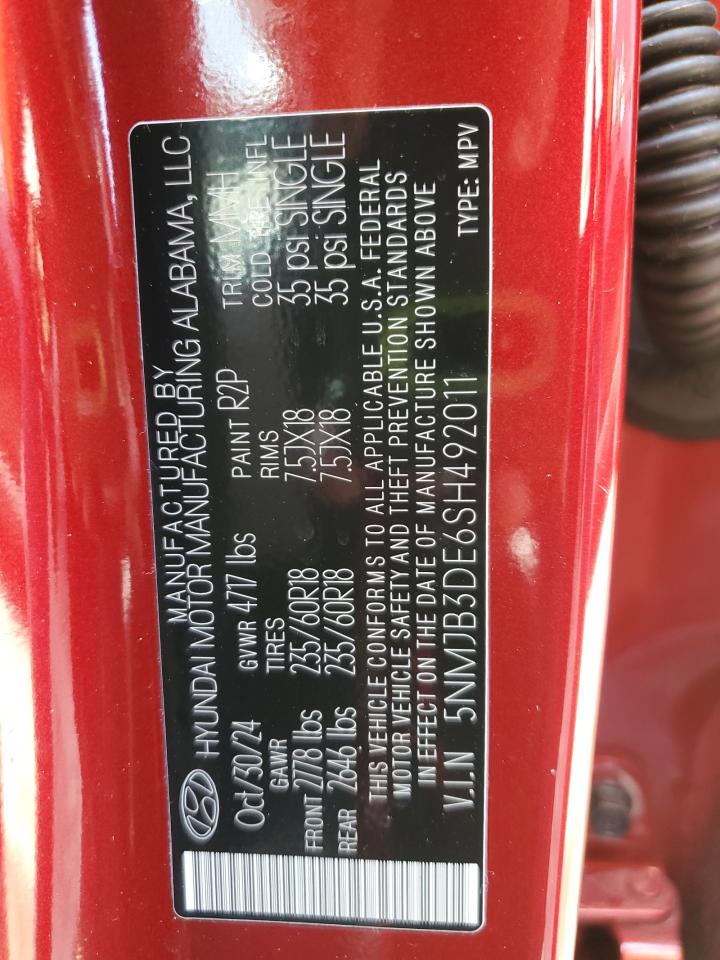 MANUFACTURED BY
HYUNDAI MOTOR MANUFACTURING ALABAMA, LLC
Oct/30/24 GVWR 4717 lbs PAINT R2P TRIM MMH
GAWR TIRES RIMS COLD TIRE INFL
FRONT 2778 lbs 235/60R18 7.5JX18 35 psi SINGLE
REAR 2646 lbs 235/60R18 7.5JX18 35 psi SINGLE
THIS VEHICLE CONFORMS TO ALL APPLICABLE U.S.A. FEDERAL
MOTOR VEHICLE SAFETY AND THEFT PREVENTION STANDARDS
IN EFFECT ON THE DATE OF MANUFACTURE SHOWN ABOVE
V.I.N 5NMJB3DE6SH492011 TYPE: MPV